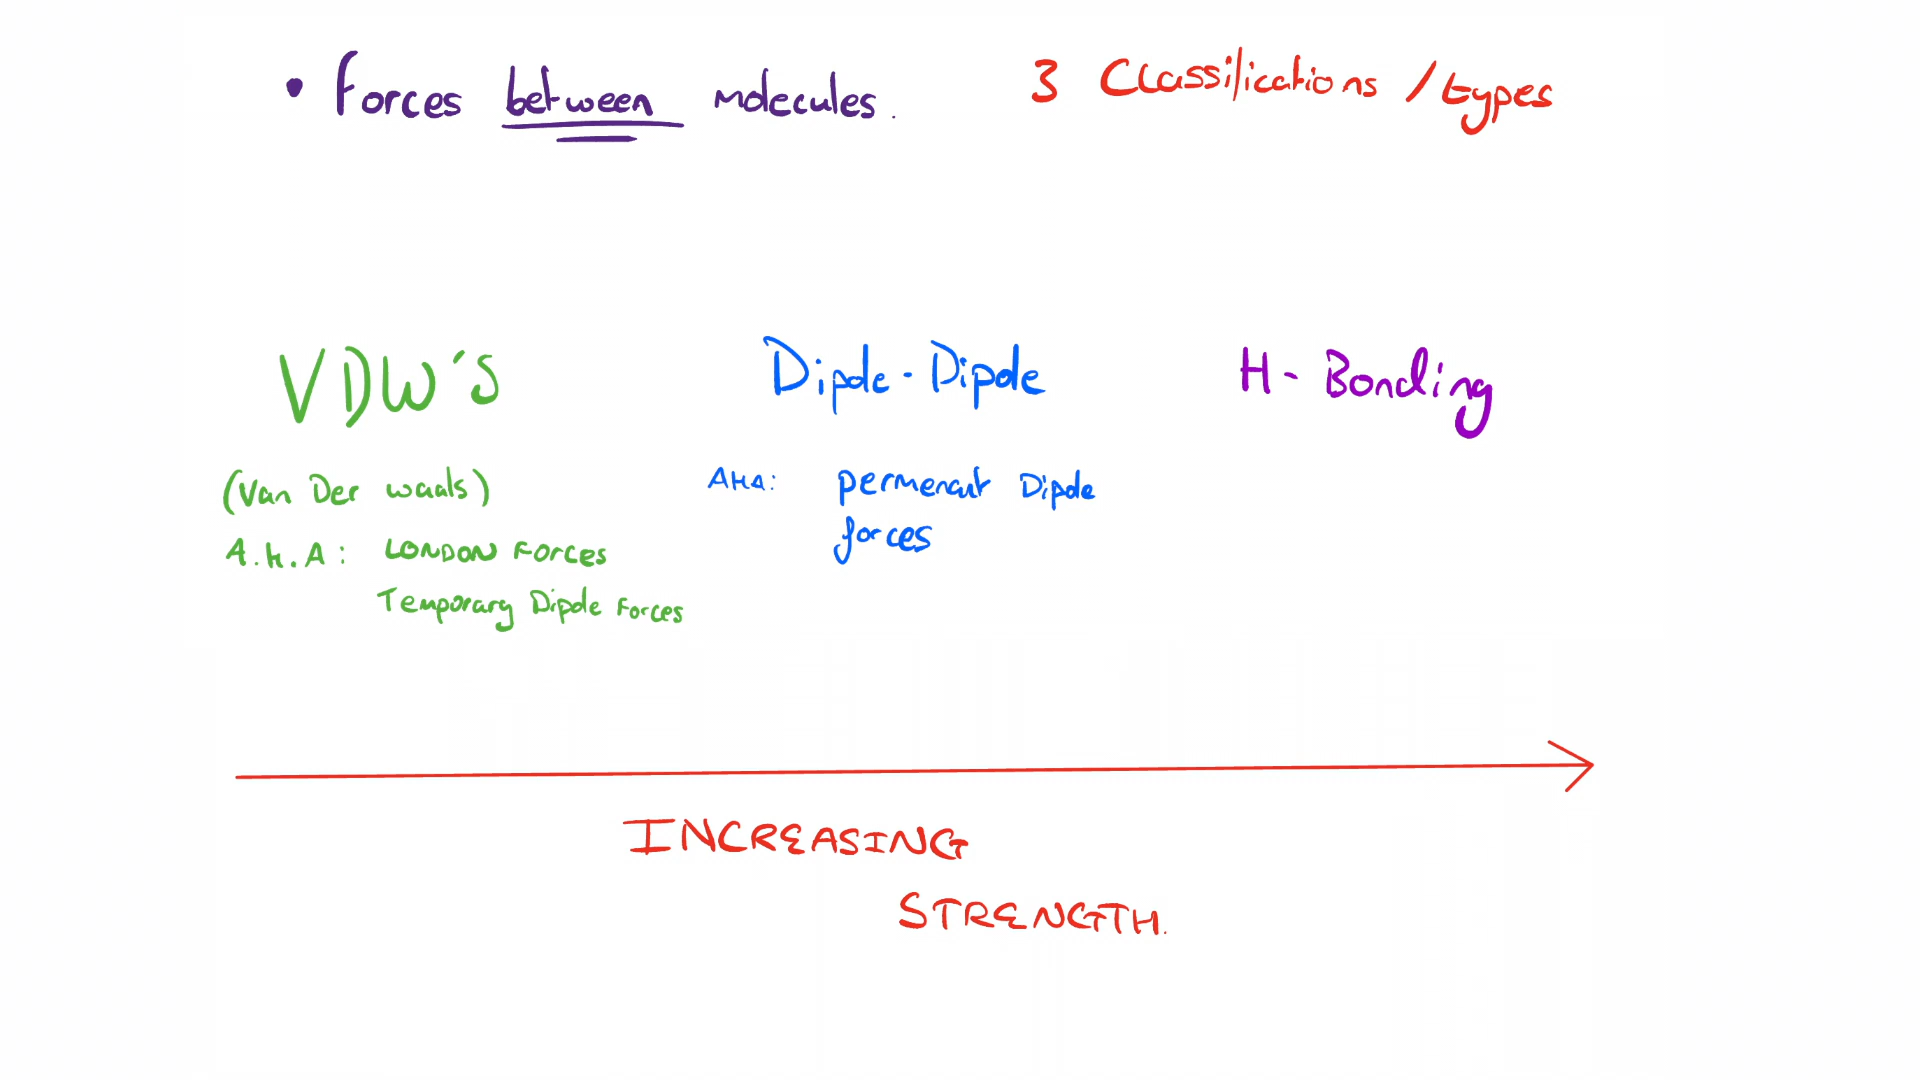 • Forces between molecules.
3 Classifications / types
VDW's
(Van Der Waals)
A.K.A: LONDON FORCES
Temporary Dipole Forces
Dipole - Dipole
AKA: permenant Dipole
forces
H - Bonding
INCREASING
STRENGTH.